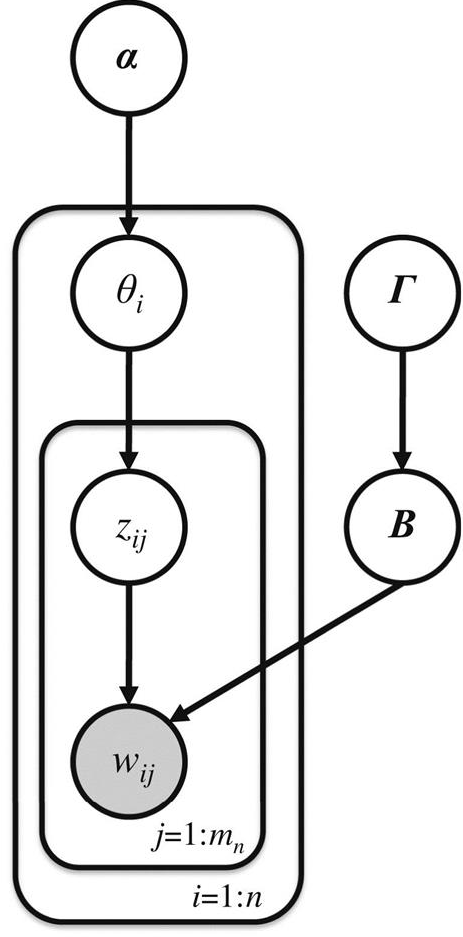 α
θi
Γ
zij
B
wij
j=1:mn
i=1:n